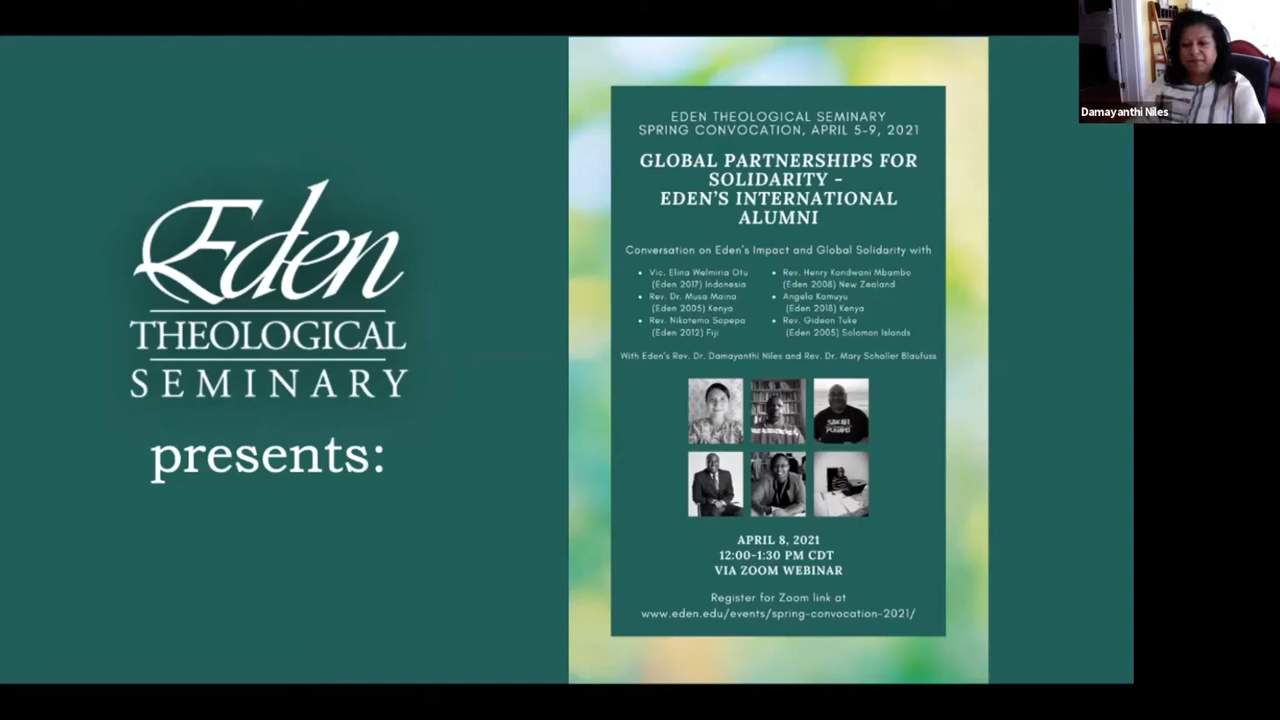 Eden
THEOLOGICAL
SEMINARY
presents:
EDEN THEOLOGICAL SEMINARY
SPRING CONVOCATION, APRIL 5-9, 2021
GLOBAL PARTNERSHIPS FOR
SOLIDARITY -
EDEN'S INTERNATIONAL
ALUMNI
Conversation on Eden's Impact and Global Solidarity with
Vic. Elina Welmiria Otu
(Eden 2017) Indonesia
Rev. Dr. Musa Maina
(Eden 2005) Kenya
Rev. Nikotemo Sopepa
(Eden 2012) Fiji
Rev. Henry Kondwani Mbambo
(Eden 2008) New Zealand
Angela Kamuyu
(Eden 2018) Kenya
Rev. Gideon Tuke
(Eden 2005) Solomon Islands
With Eden's Rev. Dr. Damayanthi Niles and Rev. Dr. Mary Schaller Blaufuss
APRIL 8, 2021
12:00-1:30 PM CDT
VIA ZOOM WEBINAR
Register for Zoom link at
www.eden.edu/events/spring-convocation-2021/
Damayanthi Niles